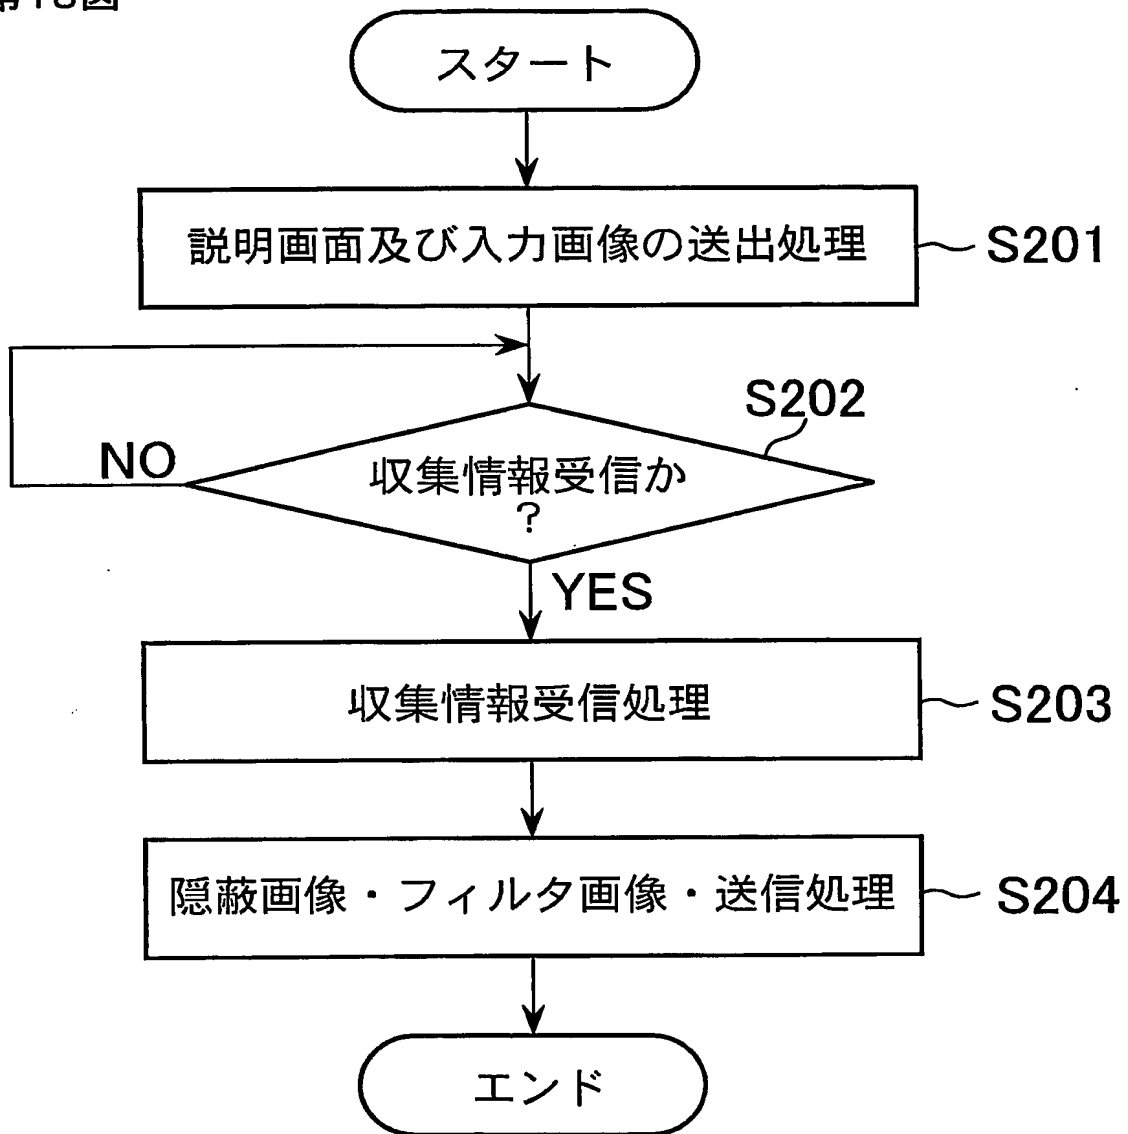 スタート
説明画面及び入力画像の送出処理
S201
S202
NO
収集情報受信か
?
YES
収集情報受信処理
S203
隠蔽画像・フィルタ画像・送信処理
S204
エンド